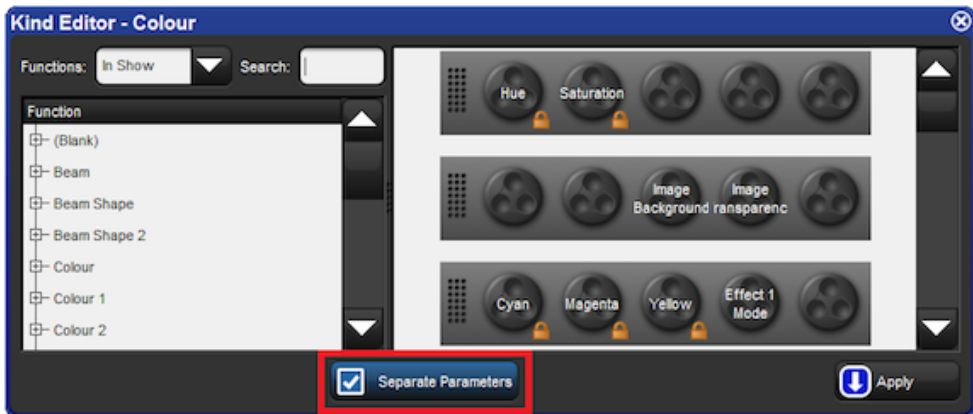 Kind Editor - Colour
Functions: In Show Search:
Function
(Blank)
Beam
Beam Shape
Beam Shape 2
Colour
Colour 1
Colour 2
Hue Saturation
Image Image
Background ransparenc
Cyan Magenta Yellow Effect 1
Mode
Separate Parameters
Apply